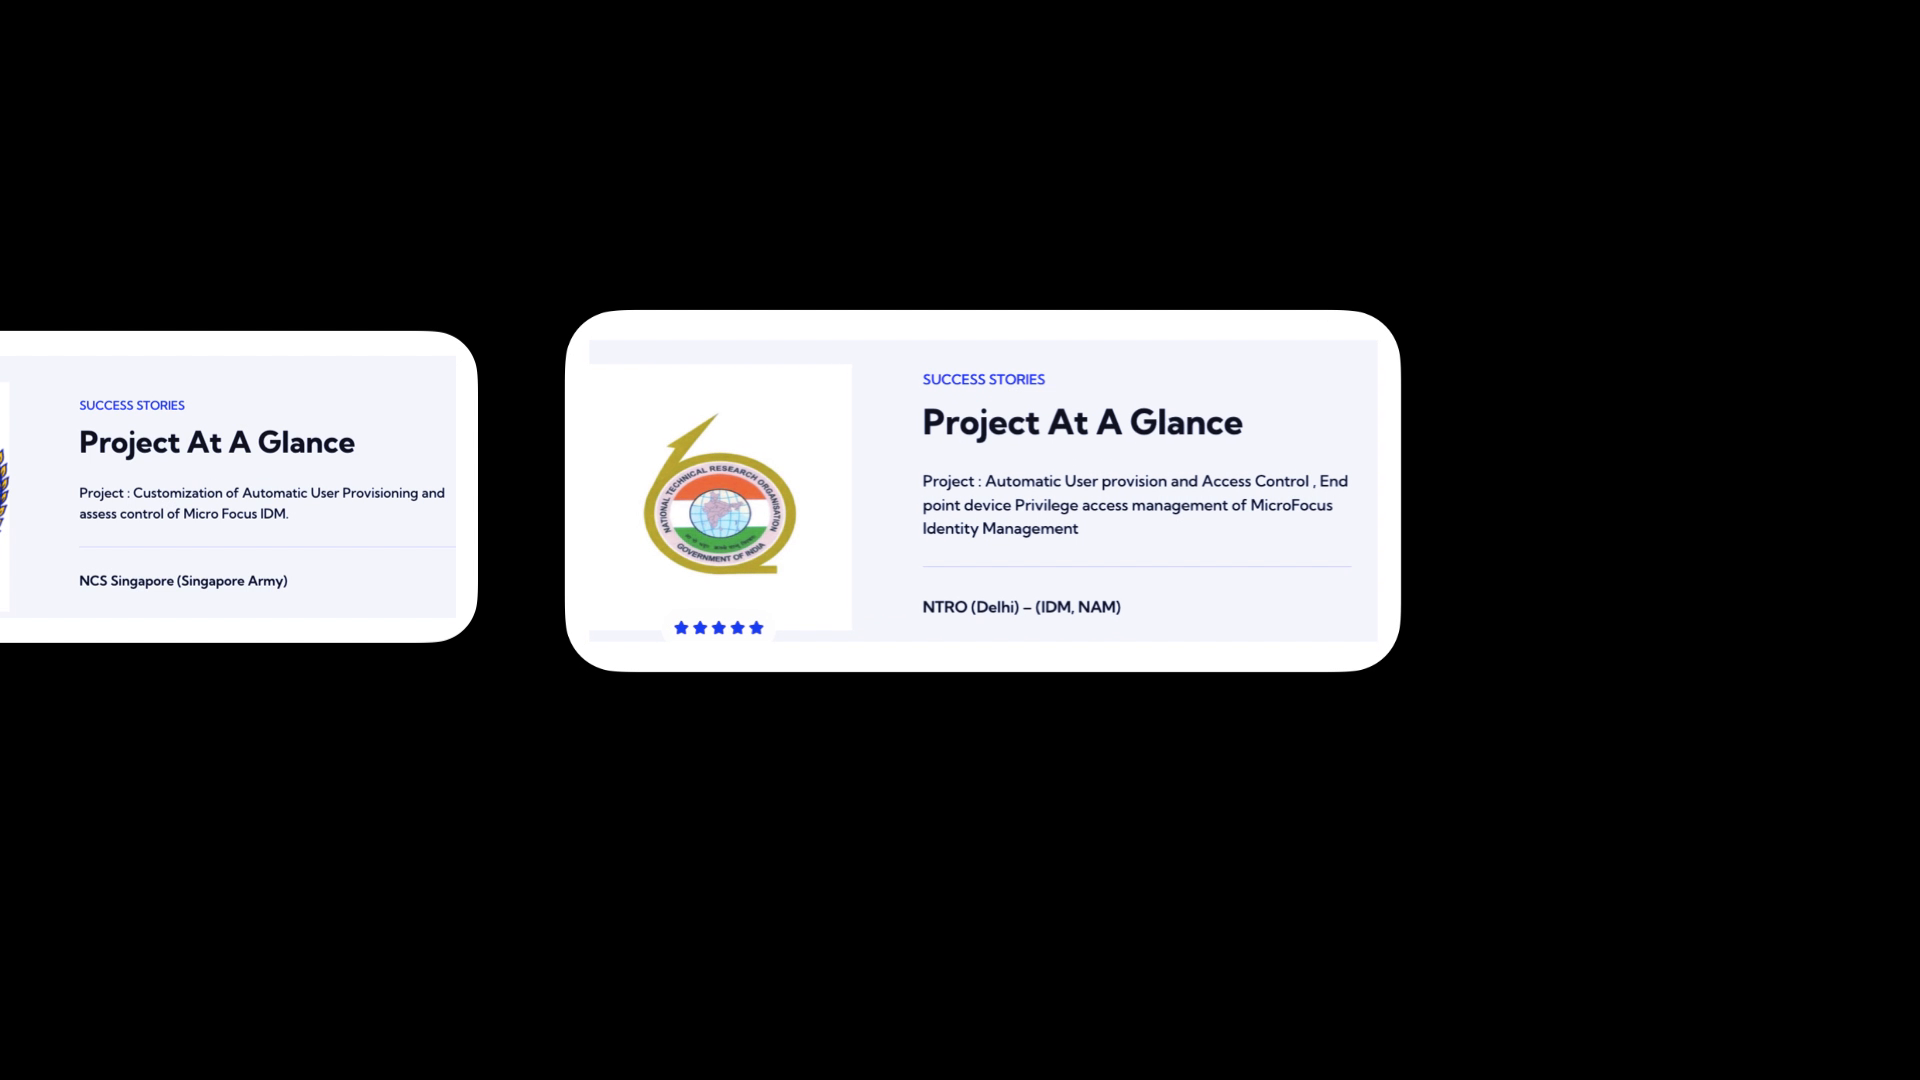 SUCCESS STORIES
Project At A Glance
Project : Customization of Automatic User Provisioning and
assess control of Micro Focus IDM.
NCS Singapore (Singapore Army)
NATIONAL TECHNICAL RESEARCH ORGANISATION
GOVERNMENT OF INDIA
SUCCESS STORIES
Project At A Glance
Project : Automatic User provision and Access Control , End
point device Privilege access management of MicroFocus
Identity Management
NTRO (Delhi) – (IDM, NAM)